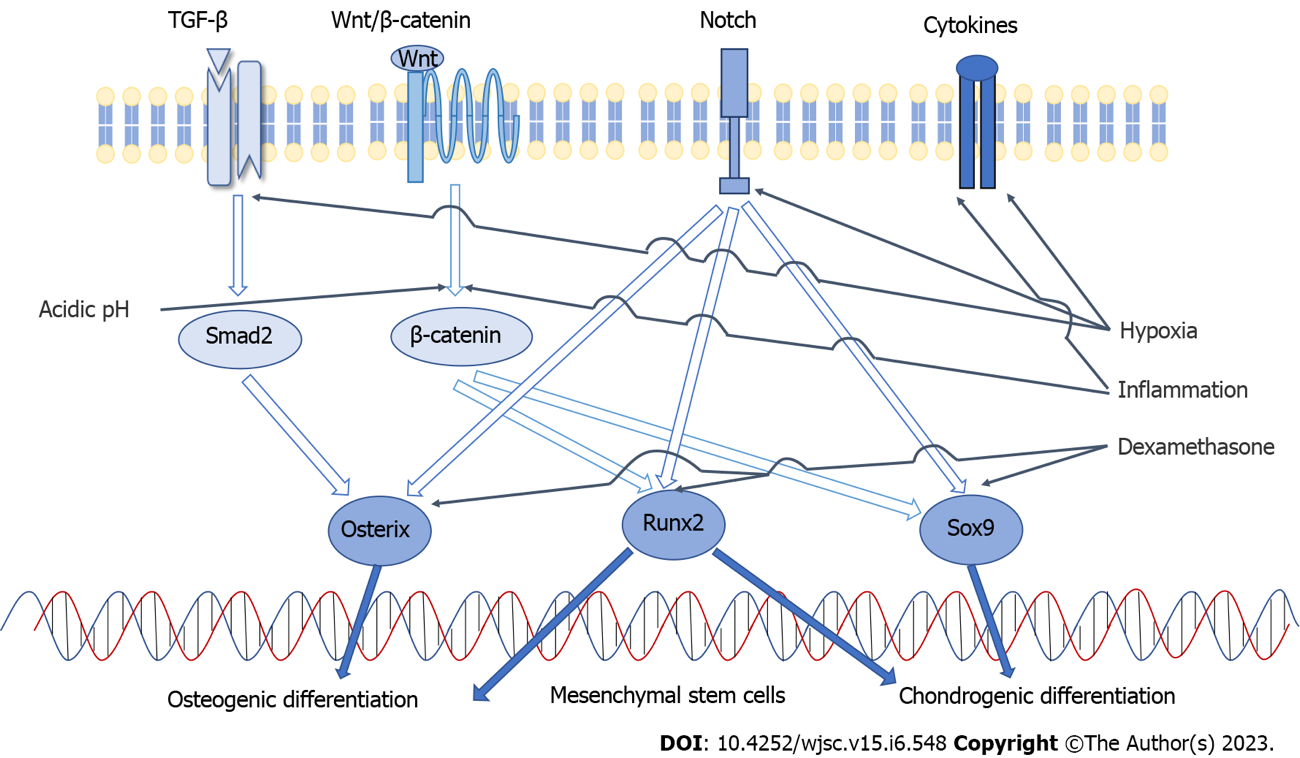 TGF-β
Wnt/β-catenin
Notch
Cytokines
Wnt
Acidic pH
Smad2
β-catenin
Hypoxia
Inflammation
Dexamethasone
Osterix
Runx2
Sox9
Osteogenic differentiation
Mesenchymal stem cells
Chondrogenic differentiation
DOI: 10.4252/wjsc.v15.i6.548 Copyright ©The Author(s) 2023.